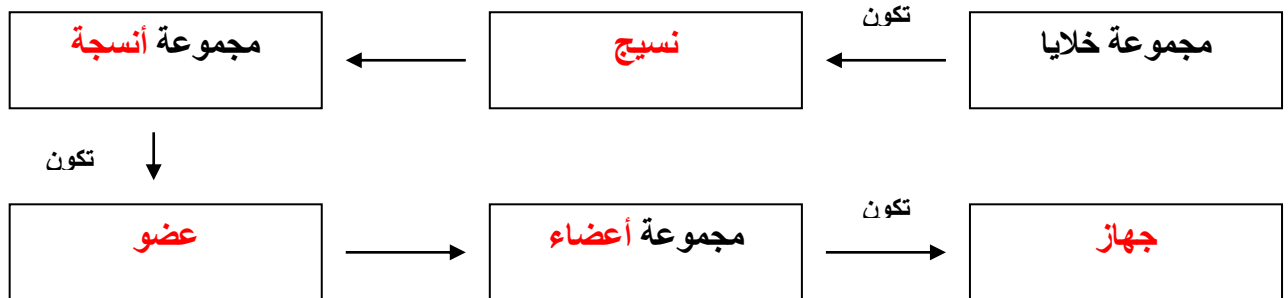 مجموعة خلايا
تكون
نسيج
مجموعة أنسجة
تكون
عضو
مجموعة أعضاء
تكون
جهاز